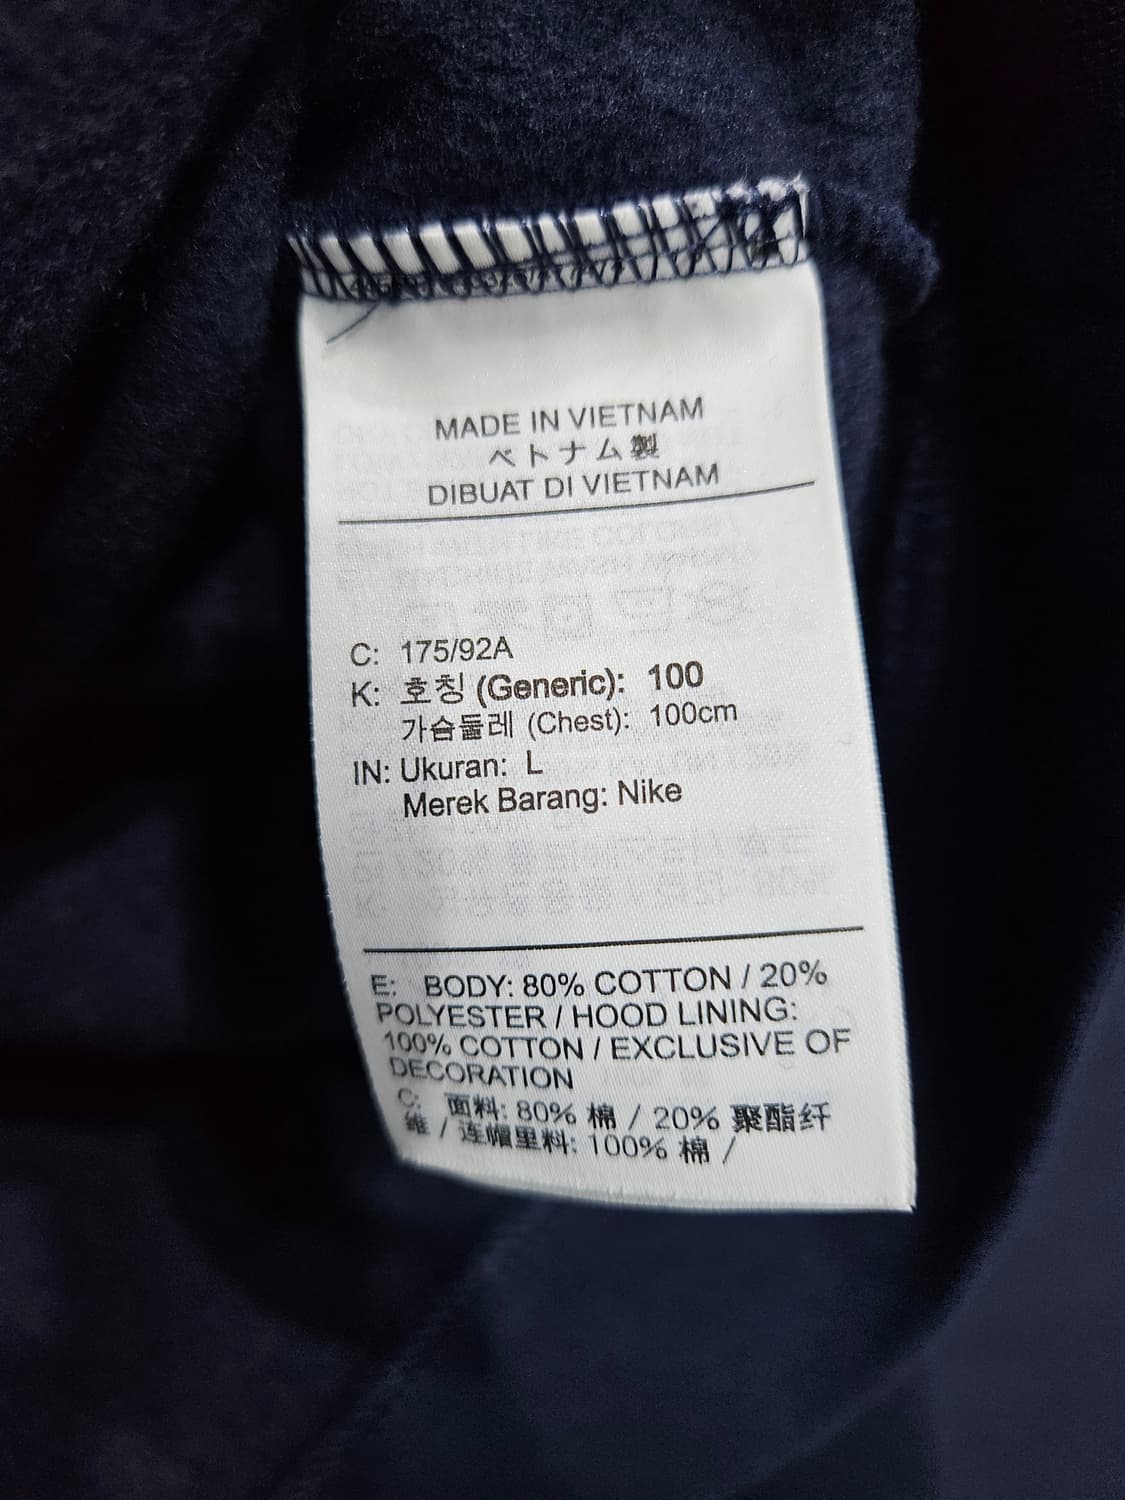 MADE IN VIETNAM
ベトナム製
DIBUAT DI VIETNAM
C: 175/92A
K: 호칭 (Generic): 100
가슴둘레 (Chest): 100cm
IN: Ukuran: L
Merek Barang: Nike
E: BODY: 80% COTTON / 20%
POLYESTER / HOOD LINING:
100% COTTON / EXCLUSIVE OF
DECORATION
C: 面料: 80% 棉 / 20% 聚酯纤
维 / 连帽里料: 100% 棉 /